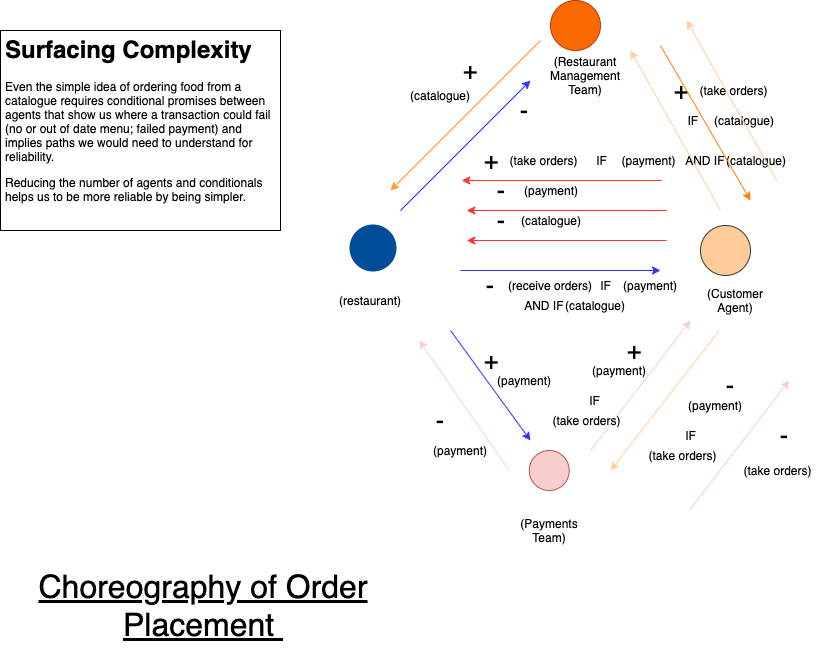 Surfacing Complexity
Even the simple idea of ordering food from a
catalogue requires conditional promises between
agents that show us where a transaction could fail
(no or out of date menu; failed payment) and
implies paths we would need to understand for
reliability.
Reducing the number of agents and conditionals
helps us to be more reliable by being simpler.
(Restaurant
Management
Team)
+
(catalogue)
-
+ (take orders)
IF (catalogue)
+ (take orders) IF (payment) AND IF (catalogue)
- (payment)
- (catalogue)
(restaurant)
- (receive orders) IF (payment)
AND IF (catalogue)
(Customer
Agent)
+
(payment)
+
(payment)
IF
(take orders)
-
(payment)
IF
(take orders)
-
(payment)
-
(take orders)
(Payments
Team)
Choreography of Order
Placement